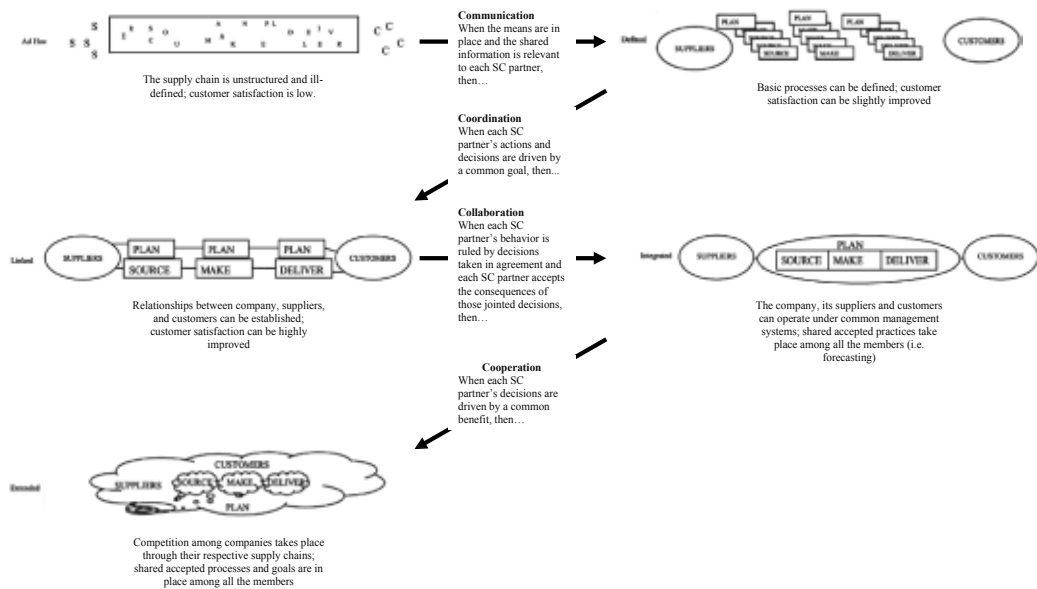 Ad Hoc
S
S
S
S
S
E R S O A N PL D E I V
C U M R K E L E R
C
C
C
C
C
The supply chain is unstructured and ill-
defined; customer satisfaction is low.
Communication
When the means are in
place and the shared
information is relevant
to each SC partner,
then…
Defined
SUPPLIERS
PLAN
SOURCE
PLAN
MAKE
PLAN
CUSTOMERS
Basic processes can be defined; customer
satisfaction can be slightly improved
Coordination
When each SC
partner’s actions and
decisions are driven by
a common goal, then...
Linked
SUPPLIERS
PLAN PLAN PLAN
SOURCE MAKE DELIVER
CUSTOMERS
Relationships between company, suppliers,
and customers can be established;
customer satisfaction can be highly
improved
Collaboration
When each SC
partner’s behavior is
ruled by decisions
taken in agreement and
each SC partner accepts
the consequences of
those jointed decisions,
then…
Integrated
SUPPLIERS
PLAN
SOURCE MAKE DELIVER
CUSTOMERS
The company, its suppliers and customers
can operate under common management
systems; shared accepted practices take
place among all the members (i.e.
forecasting)
Cooperation
When each SC
partner’s decisions are
driven by a common
benefit, then…
Extended
CUSTOMERS
SUPPLIERS
SOURCE MAKE DELIVER
PLAN
Competition among companies takes place
through their respective supply chains;
shared accepted processes and goals are in
place among all the members